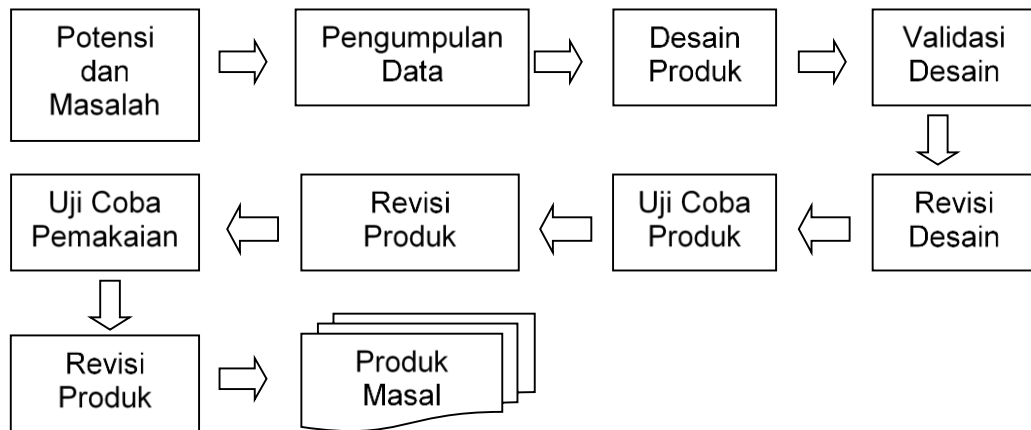 Potensi
dan
Masalah
Pengumpulan
Data
Desain
Produk
Validasi
Desain
Revisi
Desain
Uji Coba
Produk
Revisi
Produk
Uji Coba
Pemakaian
Revisi
Produk
Produk
Masal